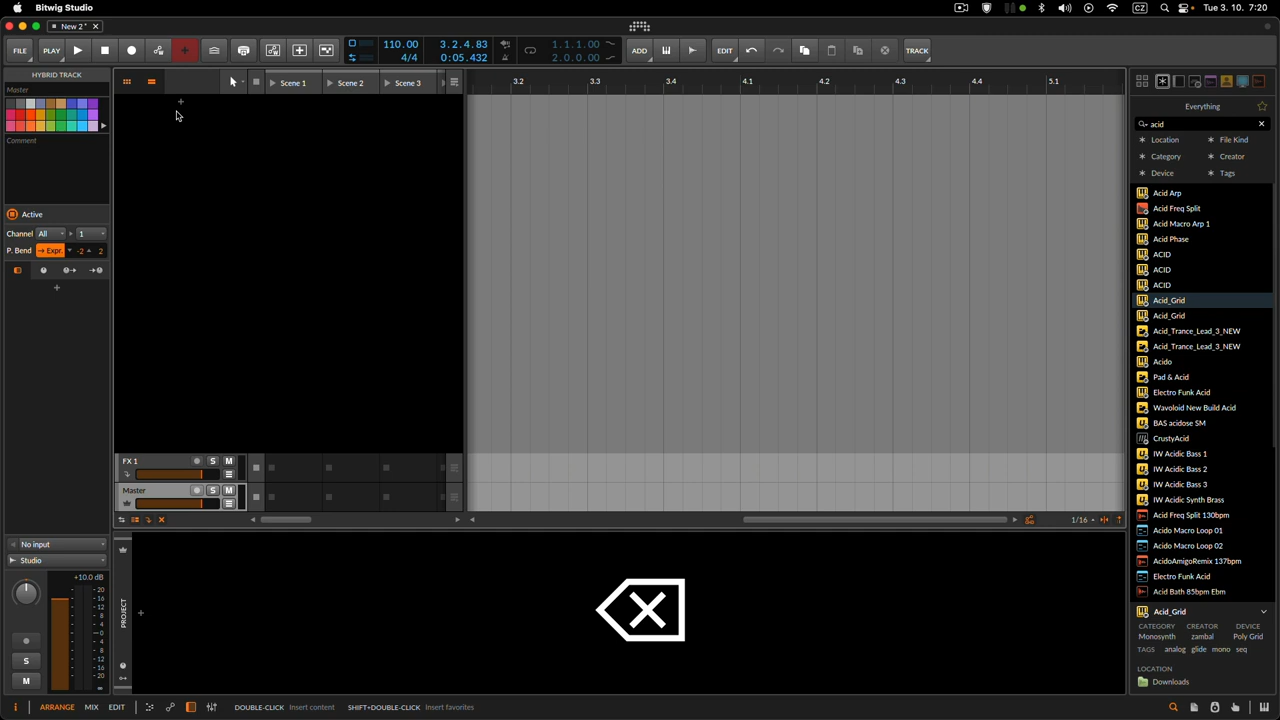 Bitwig Studio
CZ
Tue 3. 10. 7:20
New 2*
FILE
PLAY
110.00
4/4
3.2.4.83
0:05.432
1.1.1.00
2.0.0.00
ADD
EDIT
TRACK
HYBRID TRACK
Master
Comment
Active
Channel All 1
P. Bend Expr. -2 2
Scene 1
Scene 2
Scene 3
3.2
3.3
3.4
4.1
4.2
4.3
4.4
5.1
Everything
acid
Location
File Kind
Category
Creator
Device
Tags
Acid Arp
Acid Freq Split
Acid Macro Arp 1
Acid Phase
ACID
ACID
ACID
Acid_Grid
Acid_Grid
Acid_Trance_Lead_3_NEW
Acid_Trance_Lead_3_NEW
Acido
Pad & Acid
Electro Funk Acid
Wavoloid New Build Acid
BAS acidose SM
CrustyAcid
IW Acidic Bass 1
IW Acidic Bass 2
IW Acidic Bass 3
IW Acidic Synth Brass
Acid Freq Split 130bpm
Acido Macro Loop 01
Acido Macro Loop 02
AcidoAmigoRemix 137bpm
Electro Funk Acid
Acid Bath 85bpm Ebm
FX 1
S
M
Master
S
M
1/16
No input
Studio
+10.0 dB
S
M
PROJECT
Acid_Grid
CATEGORY
CREATOR
DEVICE
Monosynth
zambal
Poly Grid
TAGS analog glide mono seq
LOCATION
Downloads
ARRANGE
MIX
EDIT
DOUBLE-CLICK Insert content
SHIFT+DOUBLE-CLICK Insert favorites